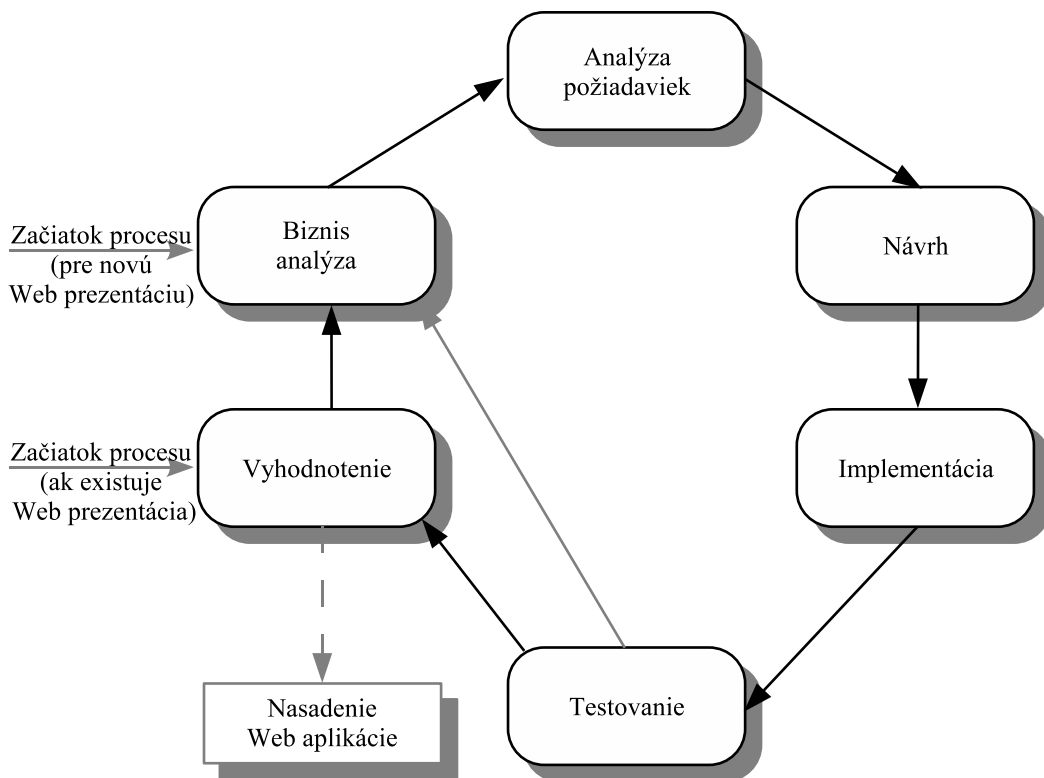 Analýza
požiadaviek
Biznis
analýza
Návrh
Začiatok procesu
(pre novú
Web prezentáciu)
Začiatok procesu
(ak existuje
Web prezentácia)
Vyhodnotenie
Implementácia
Nasadenie
Web aplikácie
Testovanie